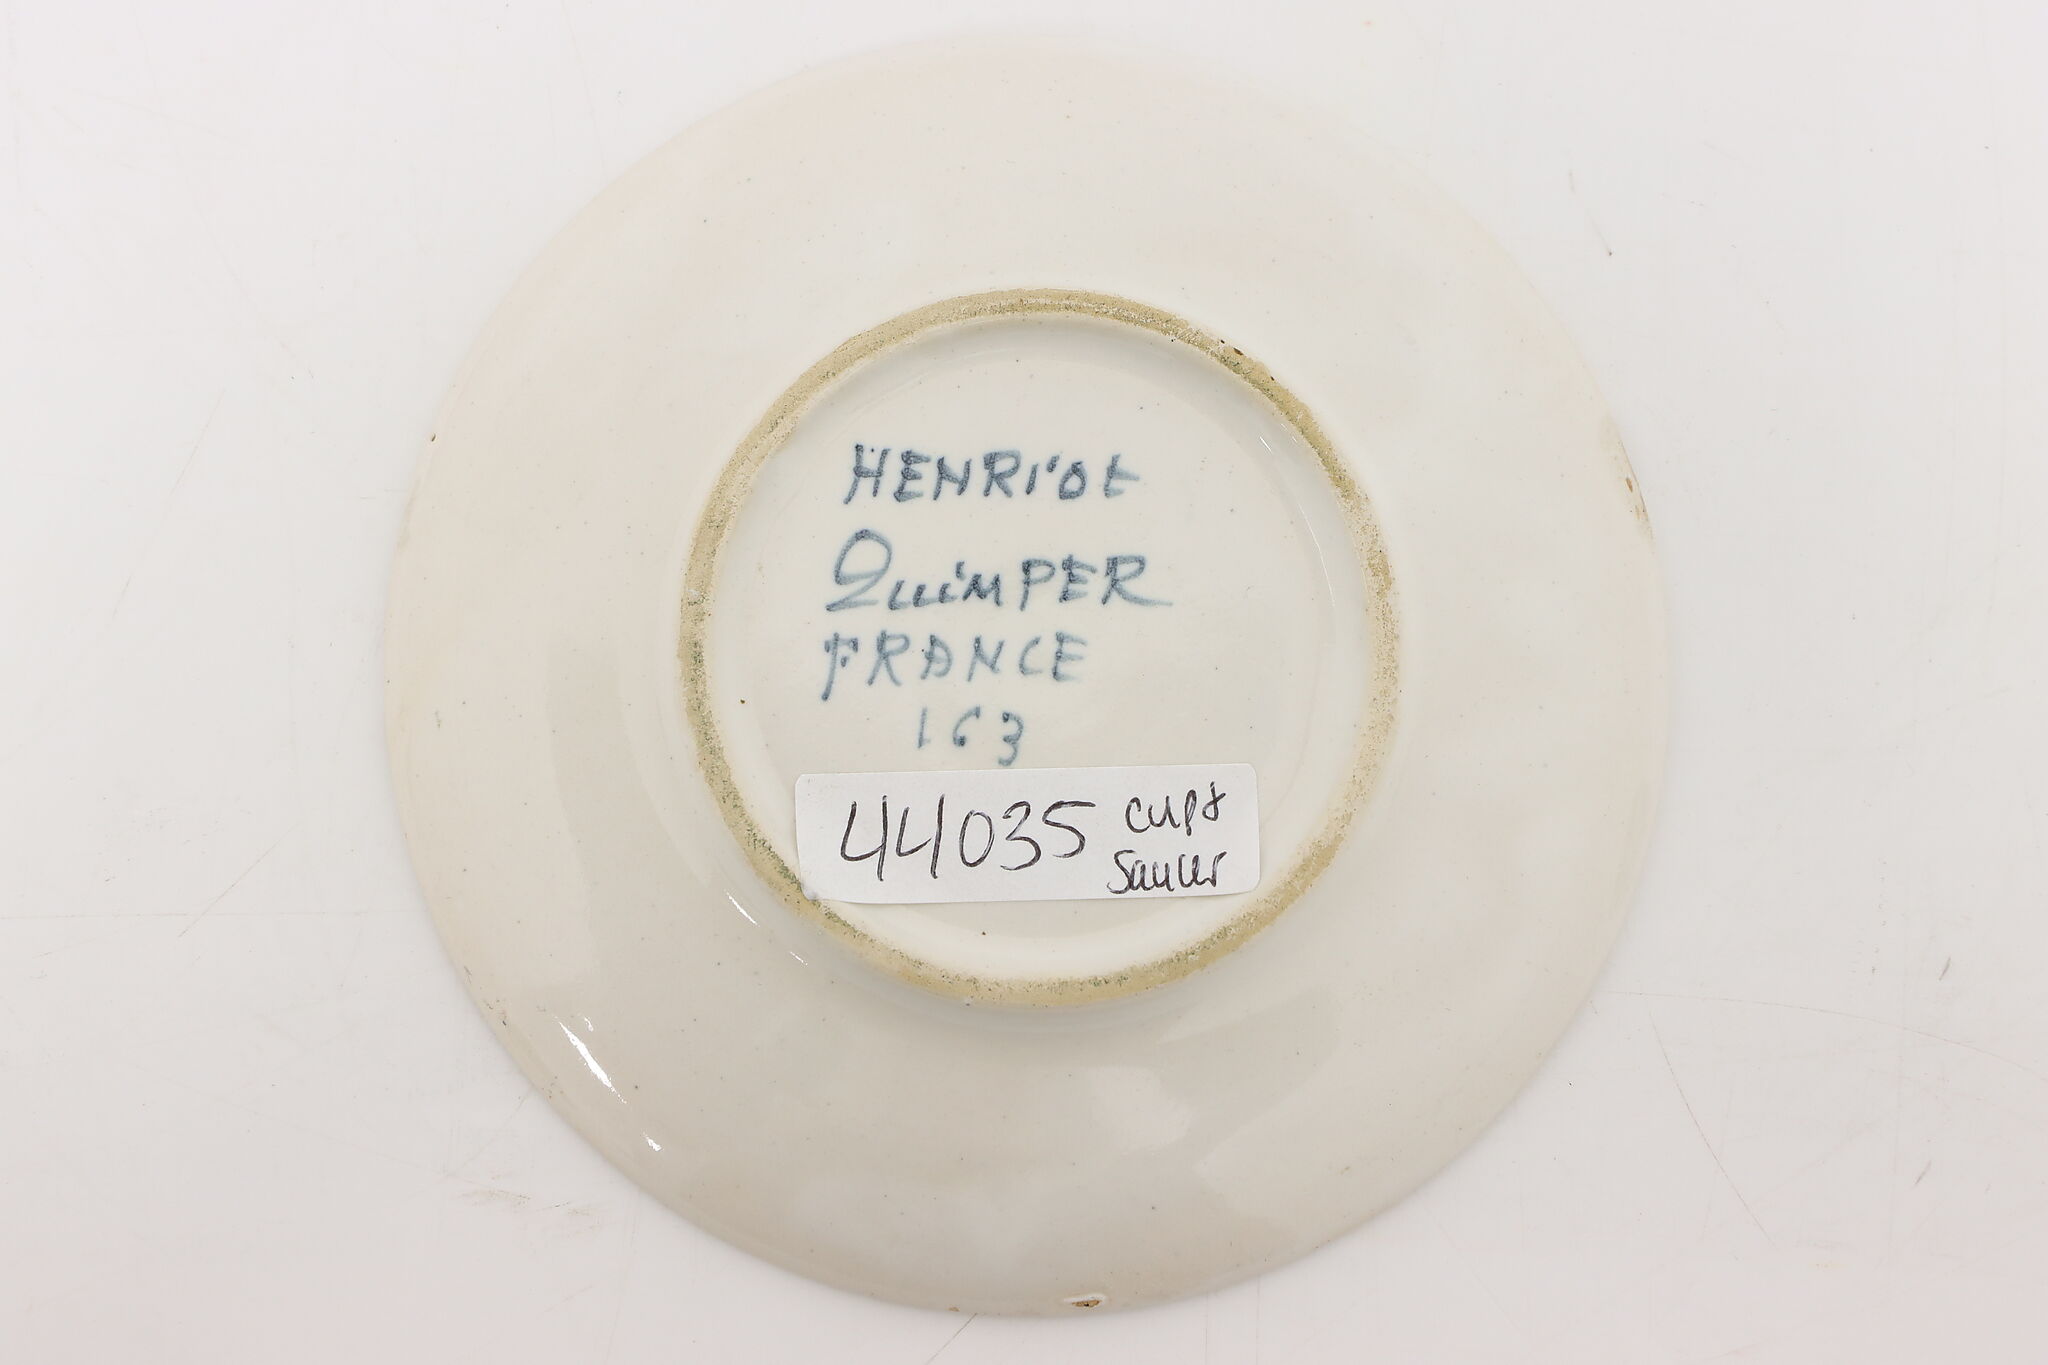 HENRiot
QuimPER
FRANCE
163
44035 cup &
Saucer